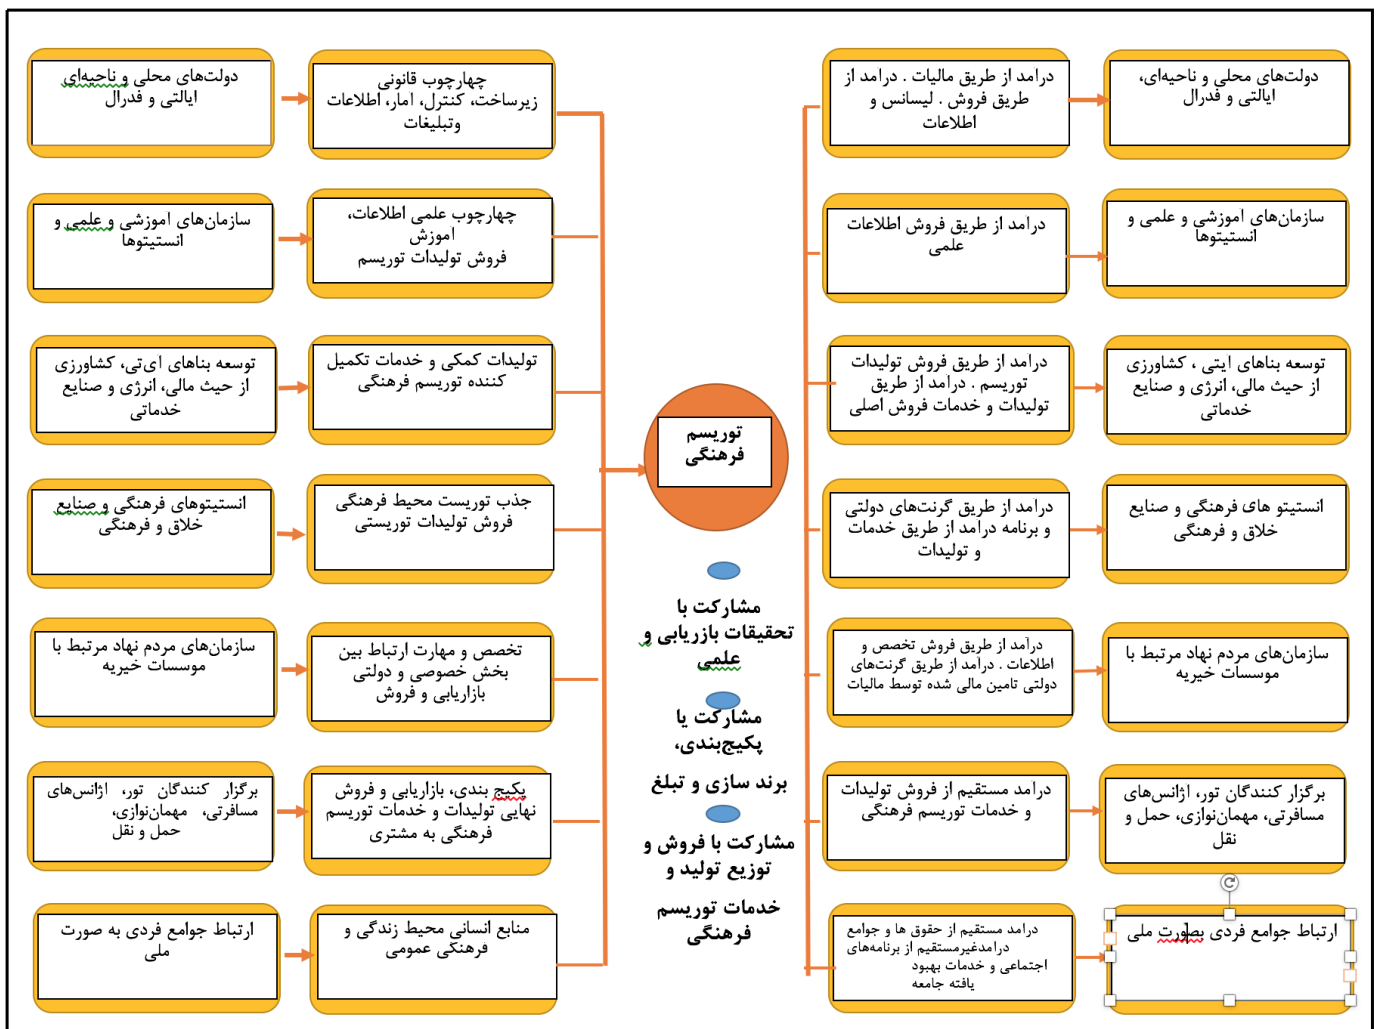 دولت‌های محلی و ناحیه‌ای،
ایالتی و فدرال
درامد از طریق مالیات . درامد از
طریق فروش . لیسانس و
اطلاعات
چهارچوب قانونی
زیرساخت، کنترل، امار، اطلاعات
وتبلیغات
دولت‌های محلی و ناحیه‌ای
ایالتی و فدرال
سازمان‌های اموزشی و علمی و
انستیتوها
درامد از طریق فروش اطلاعات
علمی
چهارچوب علمی اطلاعات،
اموزش
فروش تولیدات توریسم
سازمان‌های اموزشی و علمی و
انستیتوها
توسعه بناهای ایتی ، کشاورزی
از حیث مالی، انرژی و صنایع
خدماتی
درامد از طریق فروش تولیدات
توریسم . درامد از طریق
تولیدات و خدمات فروش اصلی
تولیدات کمکی و خدمات تکمیل
کننده توریسم فرهنگی
توسعه بناهای ای‌تی، کشاورزی
از حیث مالی، انرژی و صنایع
خدماتی
توریسم
فرهنگی
انستیتو های فرهنگی و صنایع
خلاق و فرهنگی
درامد از طریق گرنت‌های دولتی
و برنامه درامد از طریق خدمات
و تولیدات
جذب توریست محیط فرهنگی
فروش تولیدات توریستی
انستیتوهای فرهنگی و صنایع
خلاق و فرهنگی
مشارکت با
تحقیقات بازریابی و
علمی
مشارکت یا
پکیج‌بندی،
برند سازی و تبلغ
مشارکت با فروش و
توزیع تولید و
خدمات توریسم
فرهنگی
سازمان‌های مردم نهاد مرتبط با
موسسات خیریه
درآمد از طریق فروش تخصص و
اطلاعات . درآمد از طریق گرنت‌های
دولتی تامین مالی شده توسط مالیات
تخصص و مهارت ارتباط بین
بخش خصوصی و دولتی
بازاریابی و فروش
سازمان‌های مردم نهاد مرتبط با
موسسات خیریه
برگزار کنندگان تور، اژانس‌های
مسافرتی، مهمان‌نوازی، حمل و
نقل
درامد مستقیم از فروش تولیدات
و خدمات توریسم فرهنگی
پکیج بندی، بازاریابی و فروش
نهایی تولیدات و خدمات توریسم
فرهنگی به مشتری
برگزار کنندگان تور، اژانس‌های
مسافرتی، مهمان‌نوازی،
حمل و نقل
ارتباط جوامع فردی بصورت ملی
درامد مستقیم از حقوق ها و جوامع
درامدغیرمستقیم از برنامه‌های
اجتماعی و خدمات بهبود
یافته جامعه
منابع انسانی محیط زندگی و
فرهنگی عمومی
ارتباط جوامع فردی به صورت
ملی